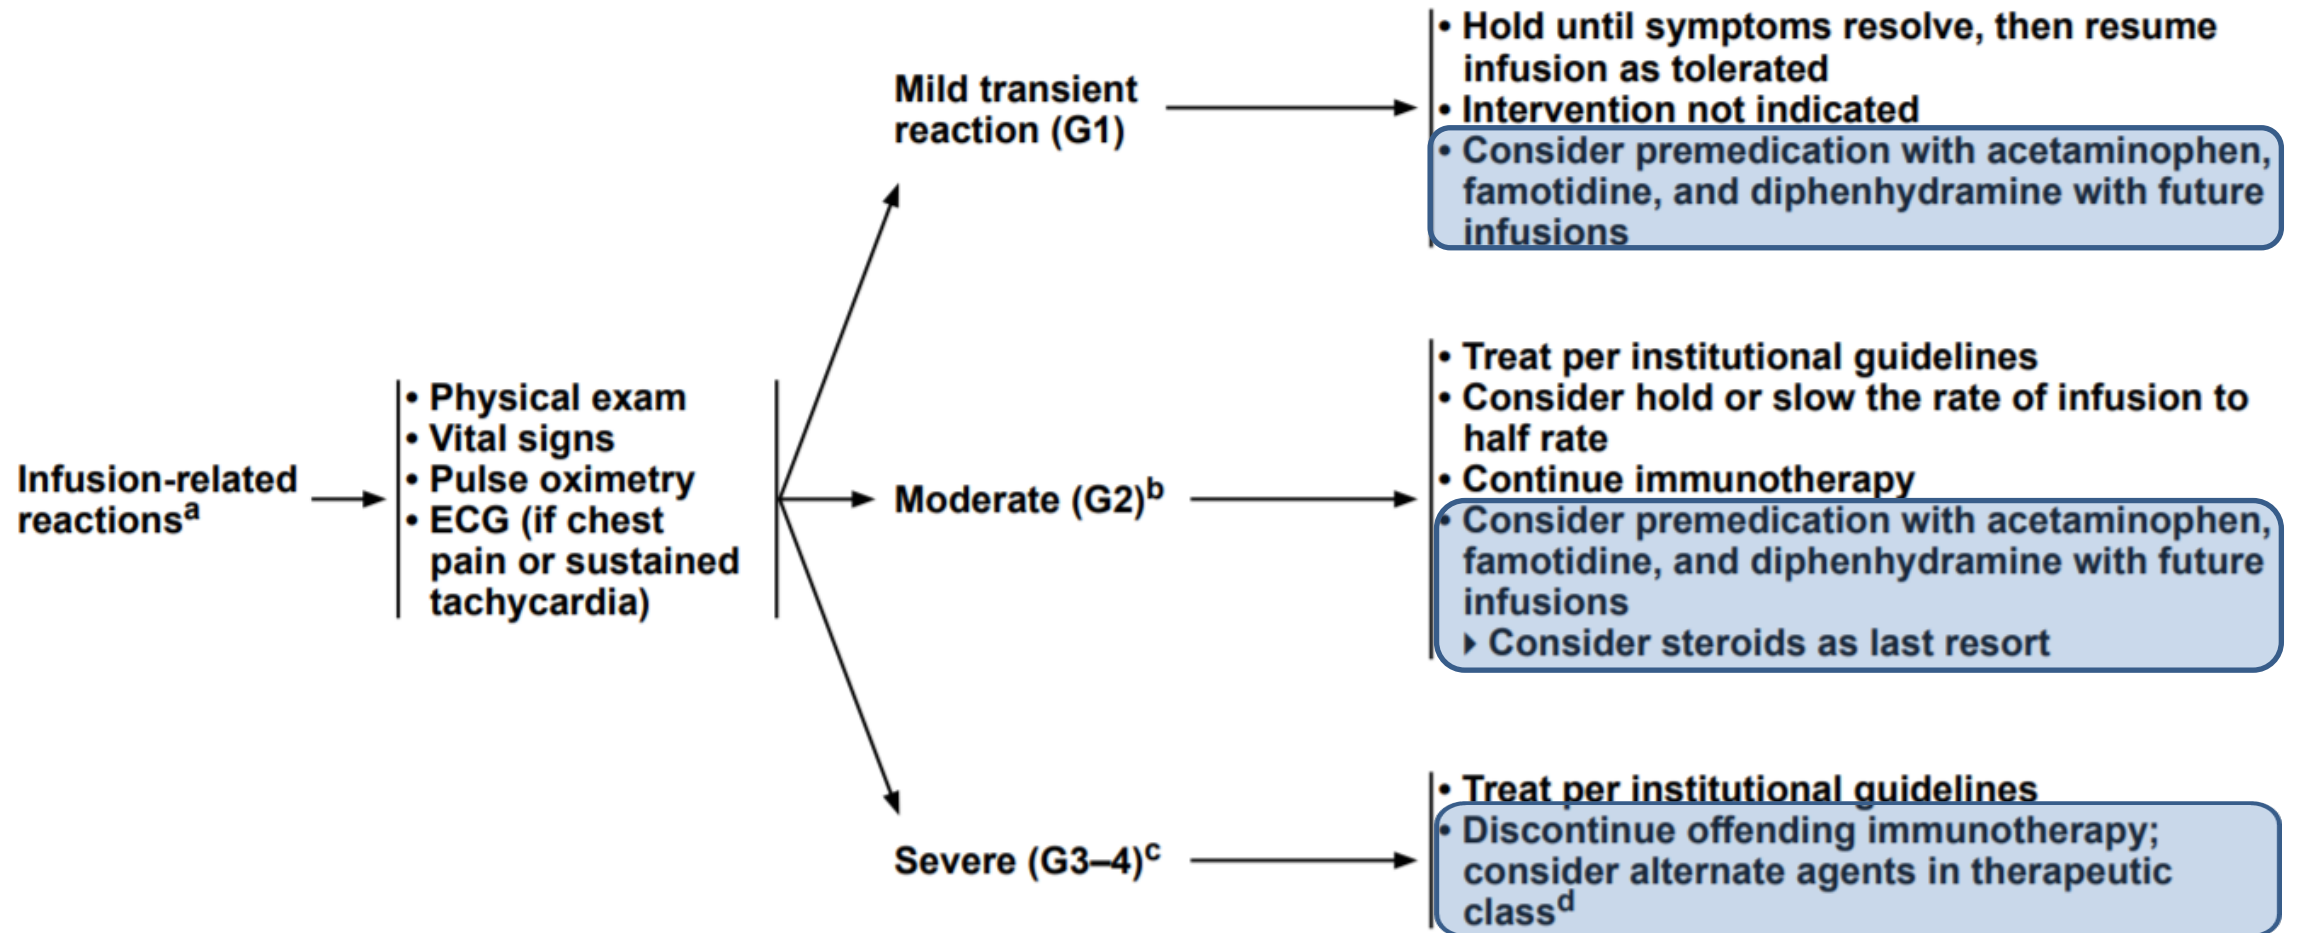 Infusion-related
reactionsa
• Physical exam
• Vital signs
• Pulse oximetry
• ECG (if chest
pain or sustained
tachycardia)
Mild transient
reaction (G1)
• Hold until symptoms resolve, then resume
infusion as tolerated
• Intervention not indicated
• Consider premedication with acetaminophen,
famotidine, and diphenhydramine with future
infusions
Moderate (G2)b
• Treat per institutional guidelines
• Consider hold or slow the rate of infusion to
half rate
• Continue immunotherapy
• Consider premedication with acetaminophen,
famotidine, and diphenhydramine with future
infusions
▸ Consider steroids as last resort
Severe (G3–4)c
• Treat per institutional guidelines
• Discontinue offending immunotherapy;
consider alternate agents in therapeutic
classd